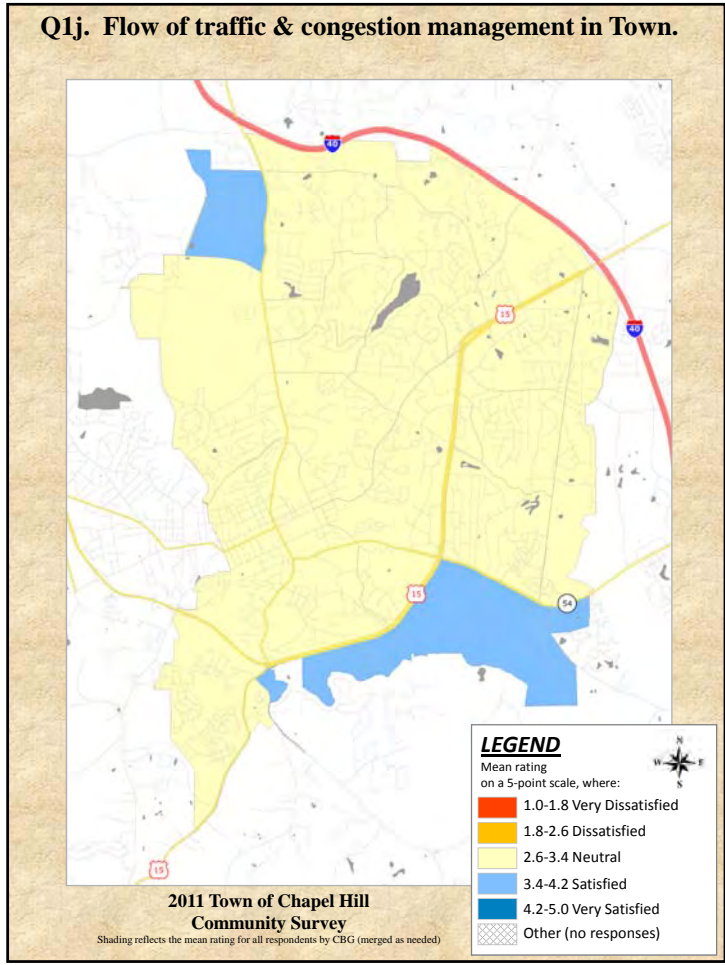 Q1j. Flow of traffic & congestion management in Town.
40
15
40
15
54
15
LEGEND
Mean rating
on a 5-point scale, where:
N
W E
S
1.0-1.8 Very Dissatisfied
1.8-2.6 Dissatisfied
2.6-3.4 Neutral
3.4-4.2 Satisfied
4.2-5.0 Very Satisfied
Other (no responses)
2011 Town of Chapel Hill
Community Survey
Shading reflects the mean rating for all respondents by CBG (merged as needed)